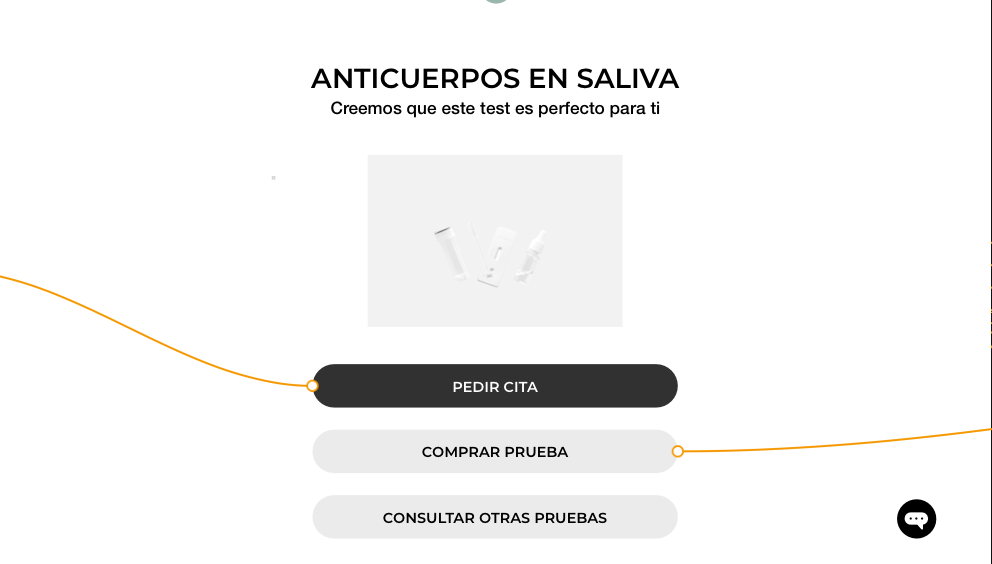 ANTICUERPOS EN SALIVA
Creemos que este test es perfecto para ti
PEDIR CITA
COMPRAR PRUEBA
CONSULTAR OTRAS PRUEBAS